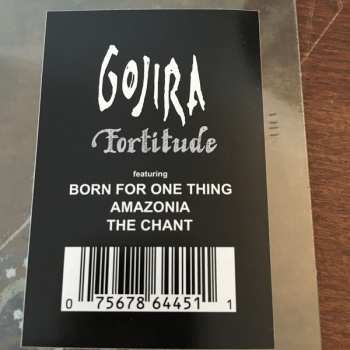 GOJIRA
Fortitude
featuring
BORN FOR ONE THING
AMAZONIA
THE CHANT
0 75678 64451 1